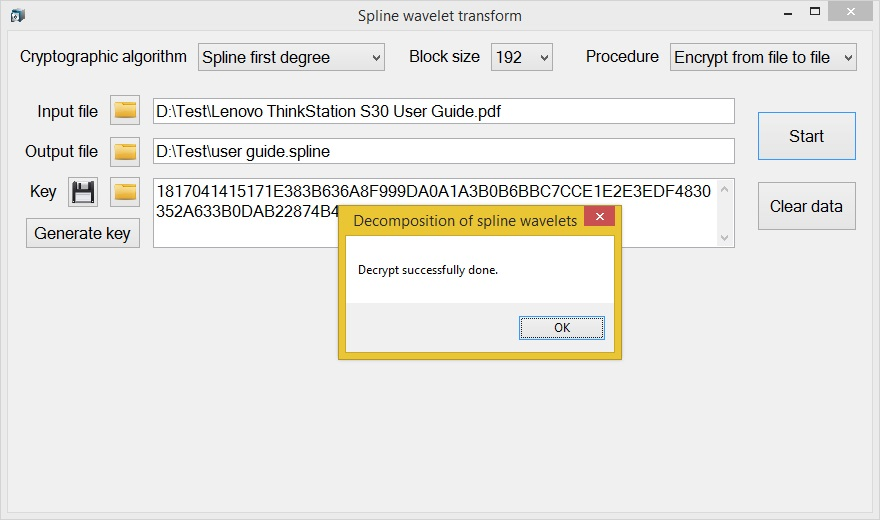 Spline wavelet transform
Cryptographic algorithm Spline first degree Block size 192 Procedure Encrypt from file to file
Input file D:\Test\Lenovo ThinkStation S30 User Guide.pdf
Start
Output file D:\Test\user guide.spline
Key 1817041415171E383B636A8F999DA0A1A3B0B6BBC7CCE1E2E3EDF4830
352A633B0DAB22874B4
Clear data
Generate key
Decomposition of spline wavelets
Decrypt successfully done.
OK